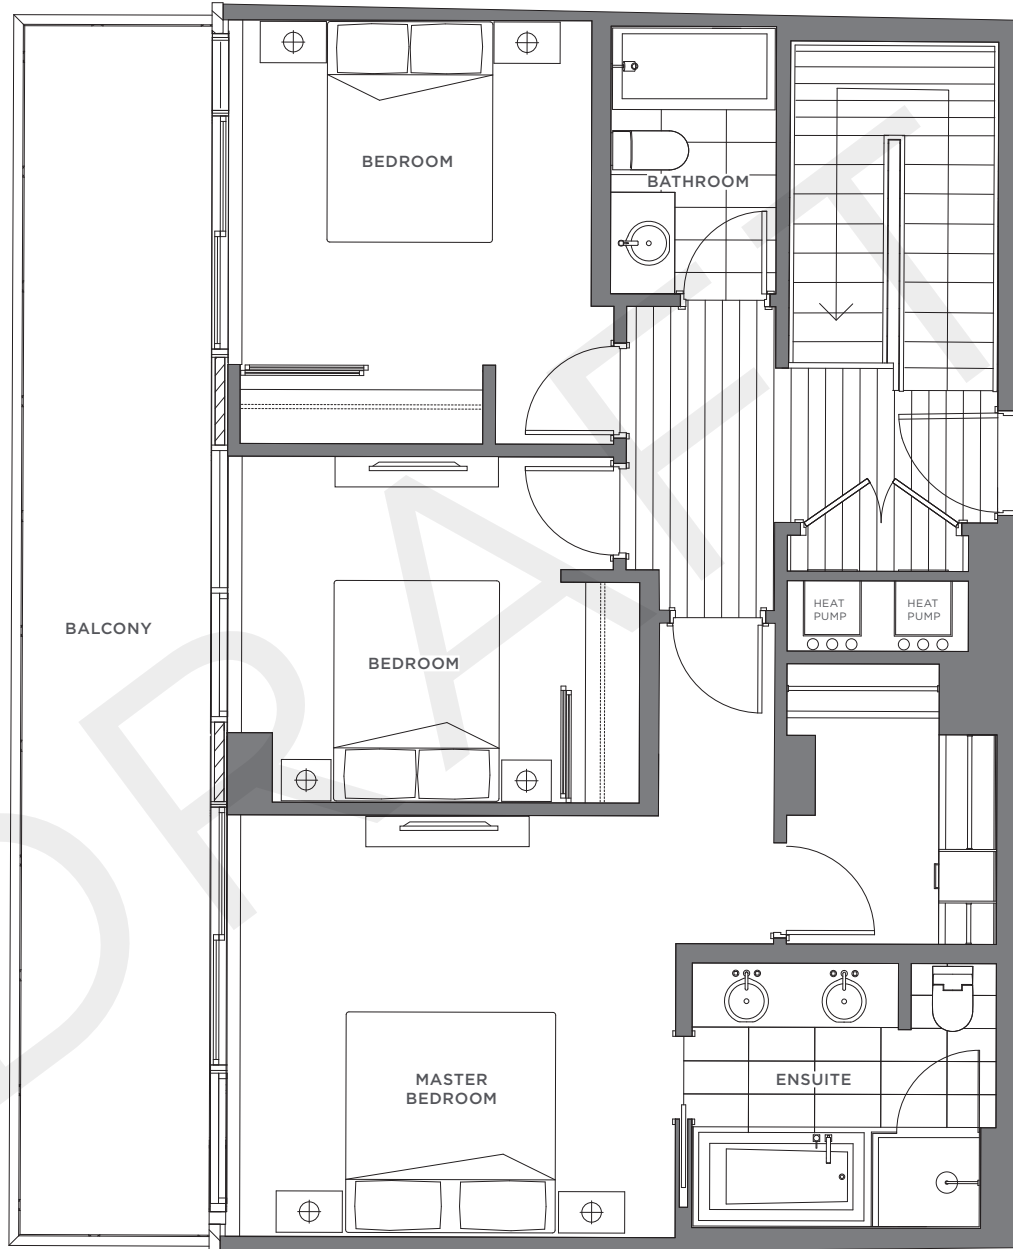 BEDROOM
BATHROOM
BALCONY
BEDROOM
HEAT
PUMP
HEAT
PUMP
MASTER
BEDROOM
ENSUITE
DRAFT